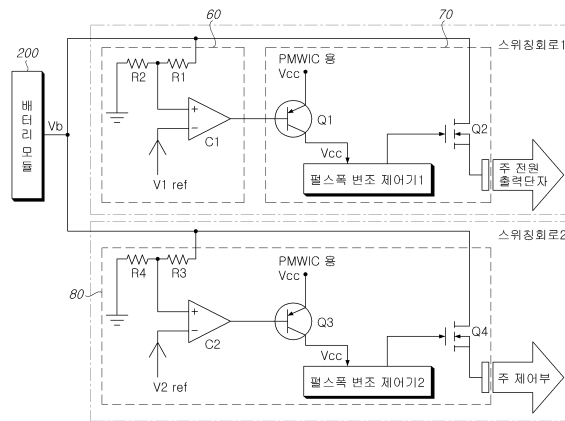 60
70
스위칭회로1
200
R2
R1
PMWIC 용
Vcc
배터리 모듈
Vb
+
−
C1
Q1
Q2
Vcc
V1 ref
펄스폭 변조 제어기1
주 전원
출력단자
스위칭회로2
80
R4
R3
PMWIC 용
Vcc
+
−
C2
Q3
Q4
Vcc
V2 ref
펄스폭 변조 제어기2
주 제어부